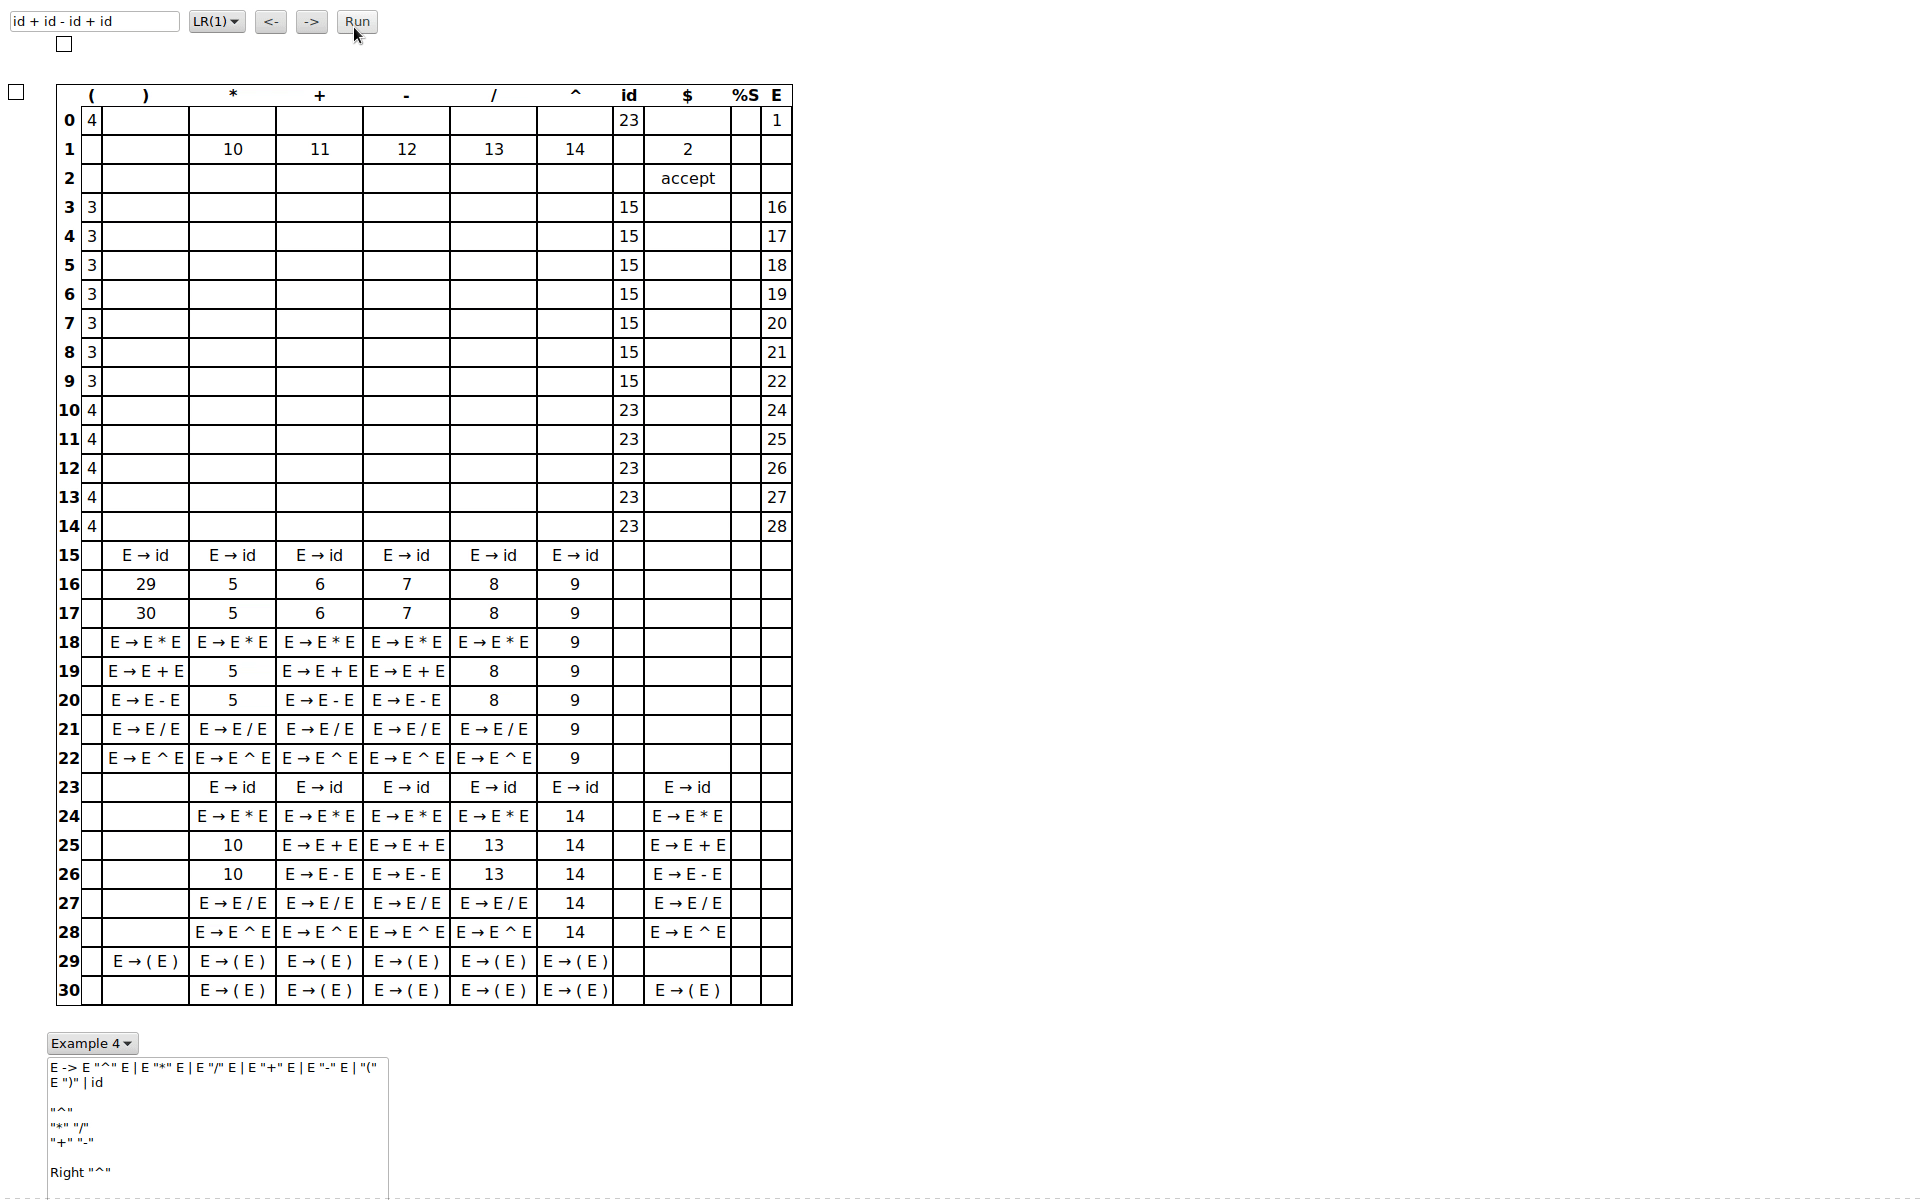 id + id - id + id LR(1) <- -> Run
( ) * + - / ^ id $ %S E
0 4 23 1
1 10 11 12 13 14 2
2 accept
3 3 15 16
4 3 15 17
5 3 15 18
6 3 15 19
7 3 15 20
8 3 15 21
9 3 15 22
10 4 23 24
11 4 23 25
12 4 23 26
13 4 23 27
14 4 23 28
15 E → id E → id E → id E → id E → id E → id
16 29 5 6 7 8 9
17 30 5 6 7 8 9
18 E → E * E E → E * E E → E * E E → E * E E → E * E 9
19 E → E + E 5 E → E + E E → E + E 8 9
20 E → E - E 5 E → E - E E → E - E 8 9
21 E → E / E E → E / E E → E / E E → E / E E → E / E 9
22 E → E ^ E E → E ^ E E → E ^ E E → E ^ E E → E ^ E 9
23 E → id E → id E → id E → id E → id E → id
24 E → E * E E → E * E E → E * E E → E * E 14 E → E * E
25 10 E → E + E E → E + E 13 14 E → E + E
26 10 E → E - E E → E - E 13 14 E → E - E
27 E → E / E E → E / E E → E / E E → E / E 14 E → E / E
28 E → E ^ E E → E ^ E E → E ^ E E → E ^ E 14 E → E ^ E
29 E → ( E ) E → ( E ) E → ( E ) E → ( E ) E → ( E ) E → ( E )
30 E → ( E ) E → ( E ) E → ( E ) E → ( E ) E → ( E ) E → ( E )
Example 4
E -> E "^" E | E "*" E | E "/" E | E "+" E | E "-" E | "("
E ")" | id
"^"
"*" "/"
"+" "-"
Right "^"